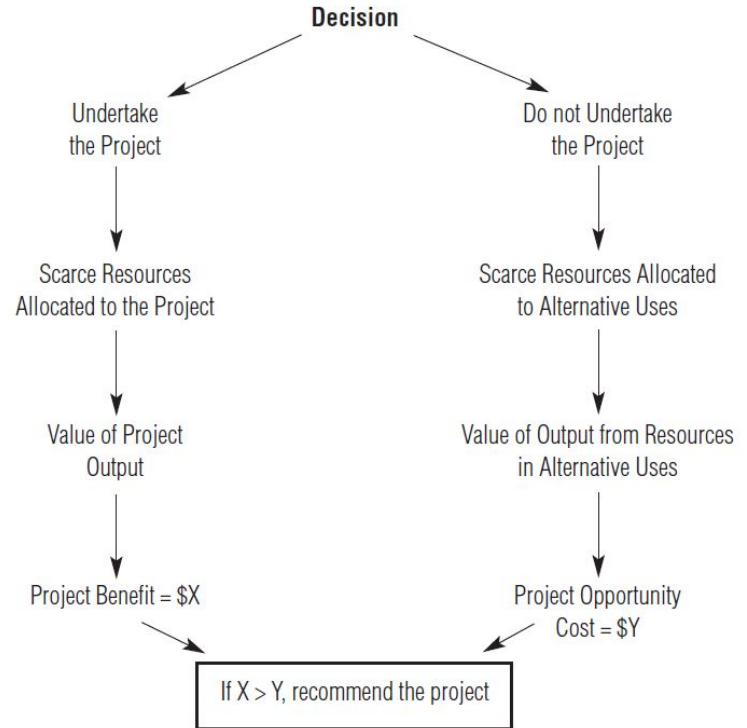 Decision
Undertake
the Project
Do not Undertake
the Project
Scarce Resources
Allocated to the Project
Scarce Resources Allocated
to Alternative Uses
Value of Project
Output
Value of Output from Resources
in Alternative Uses
Project Benefit = $X
Project Opportunity
Cost = $Y
If X > Y, recommend the project